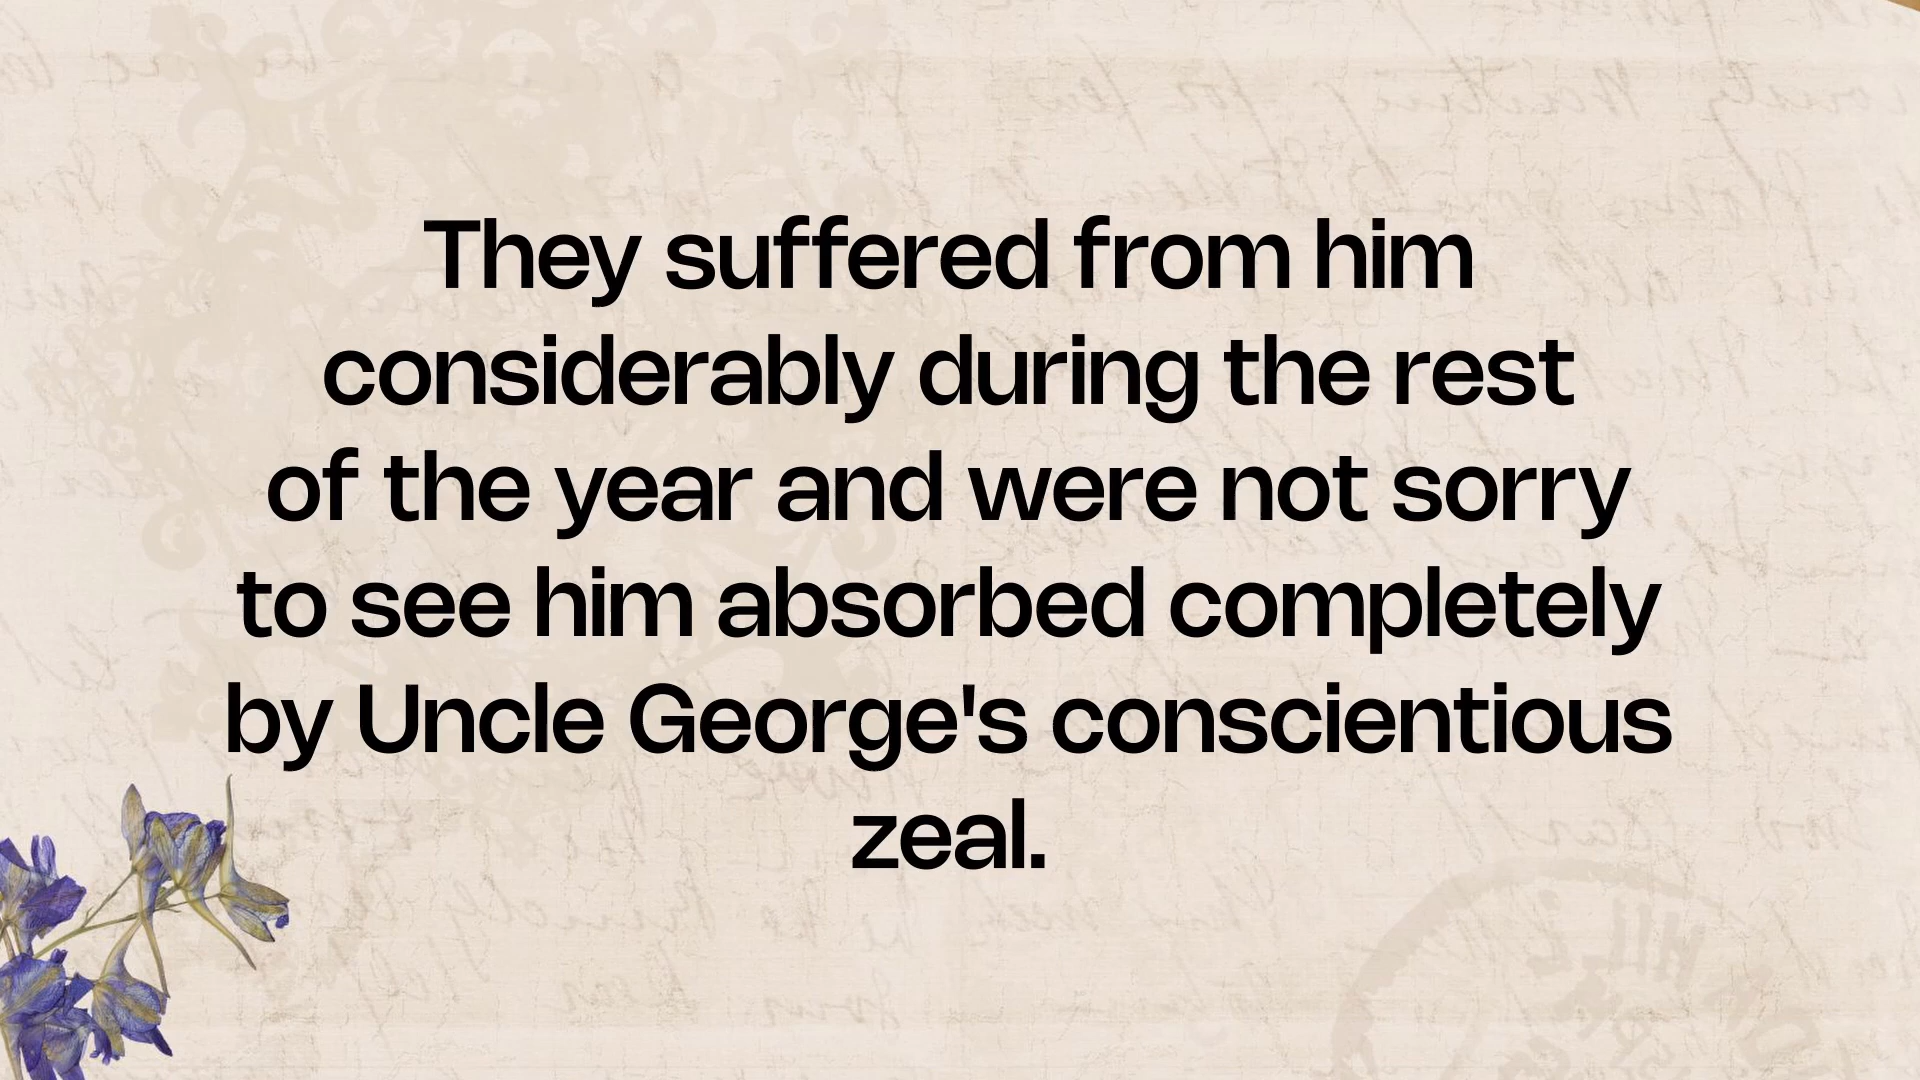 They suffered from him
considerably during the rest
of the year and were not sorry
to see him absorbed completely
by Uncle George's conscientious
zeal.